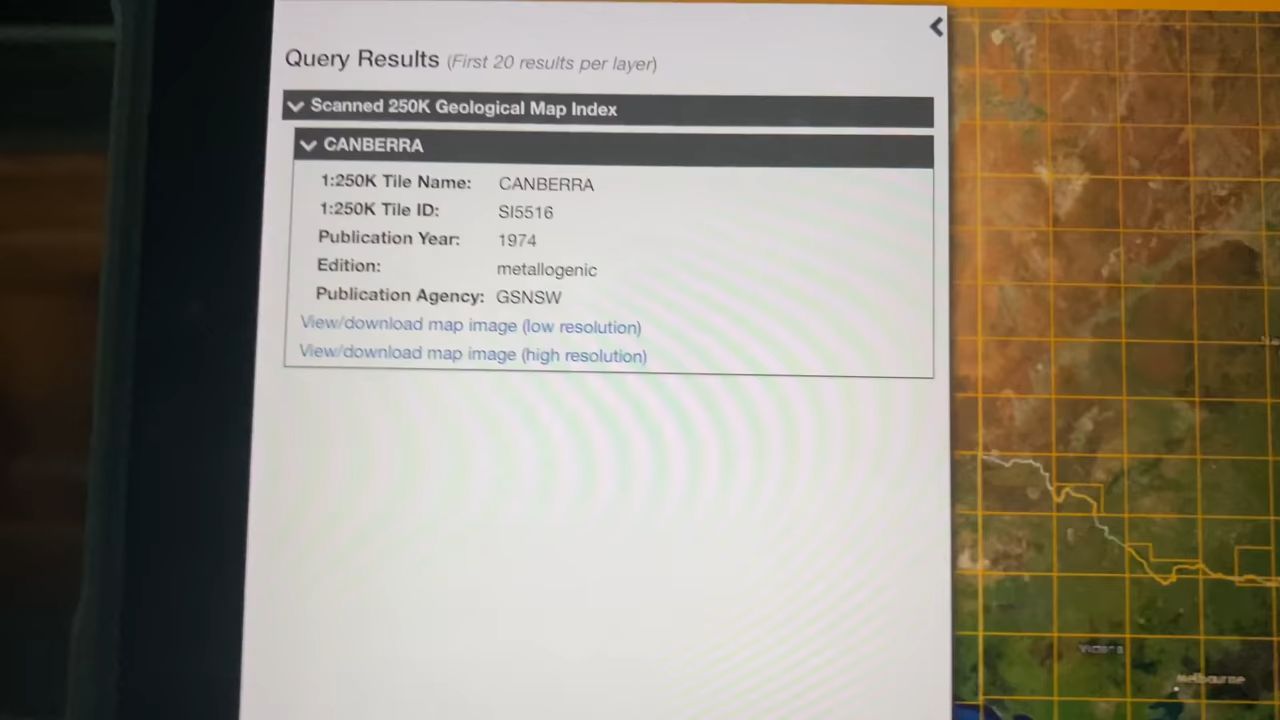 Query Results (First 20 results per layer)
Scanned 250K Geological Map Index
CANBERRA
1:250K Tile Name: CANBERRA
1:250K Tile ID: SI5516
Publication Year: 1974
Edition: metallogenic
Publication Agency: GSNSW
View/download map image (low resolution)
View/download map image (high resolution)
Victoria
Melbourne